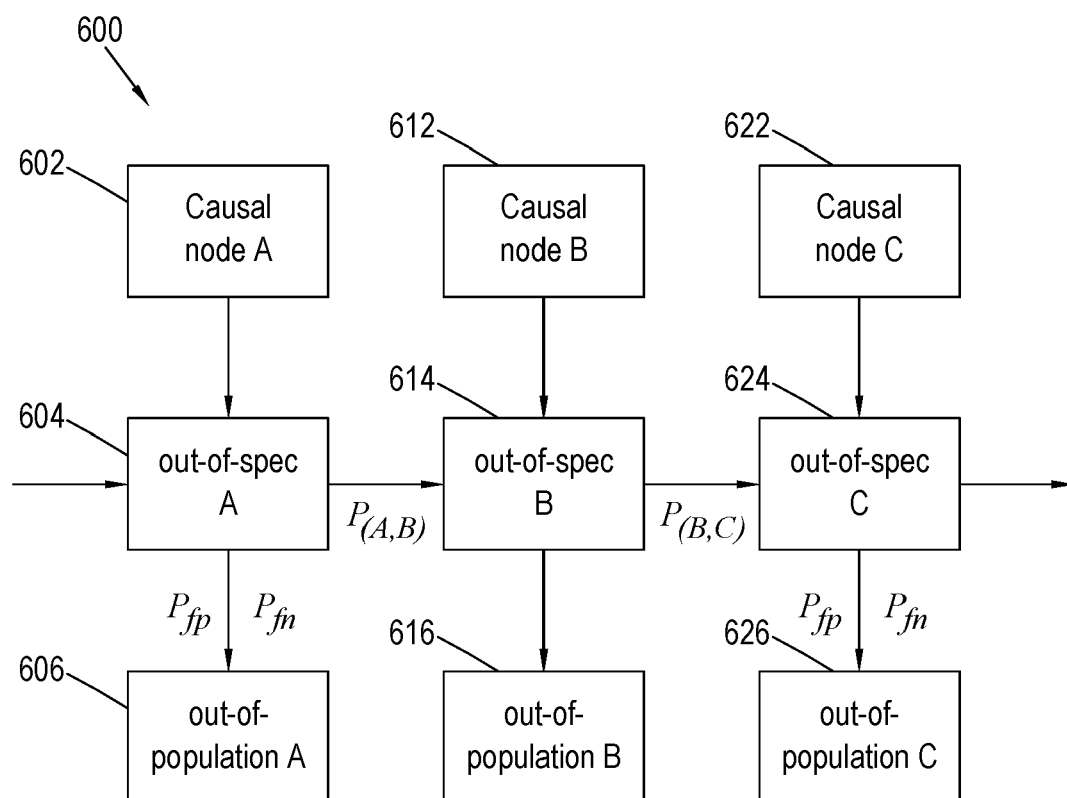 600
602
612
622
Causal
node A
Causal
node B
Causal
node C
604
614
624
out-of-spec
A
out-of-spec
B
out-of-spec
C
P(A,B)
P(B,C)
Pfp
Pfn
Pfp
Pfn
606
616
626
out-of-
population A
out-of-
population B
out-of-
population C